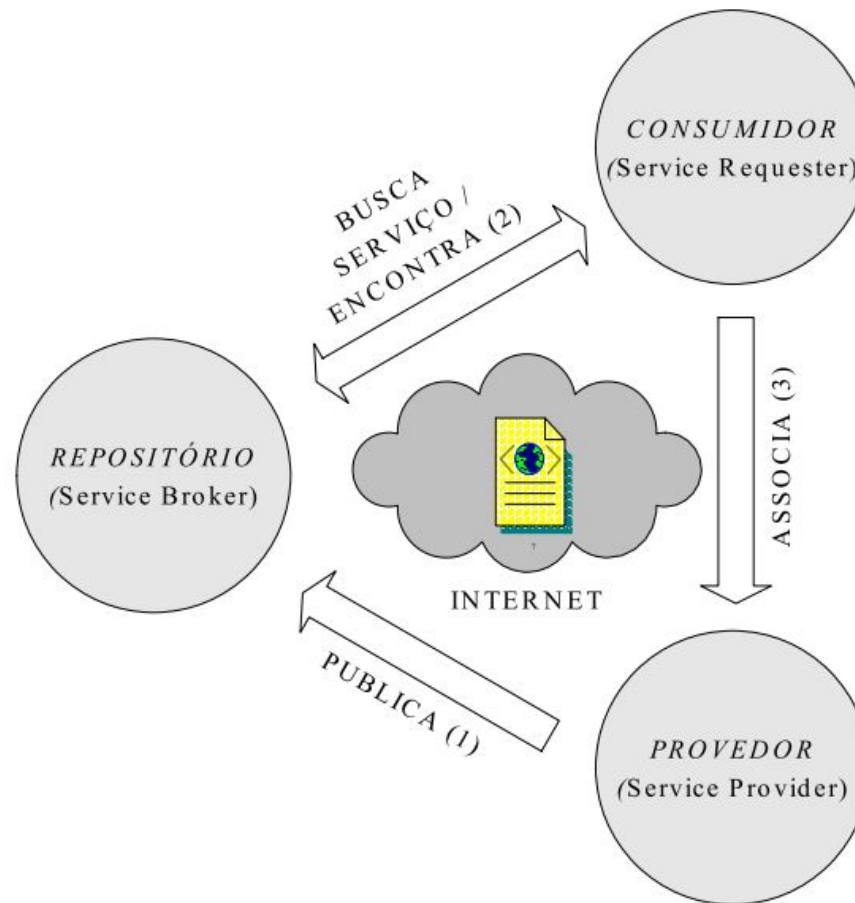 CONSUMIDOR
(Service Requester)
BUSCA
SERVIÇO /
ENCONTRA (2)
REPOSITÓRIO
(Service Broker)
ASSOCIA (3)
INTERNET
PUBLICA (1)
PROVEDOR
(Service Provider)